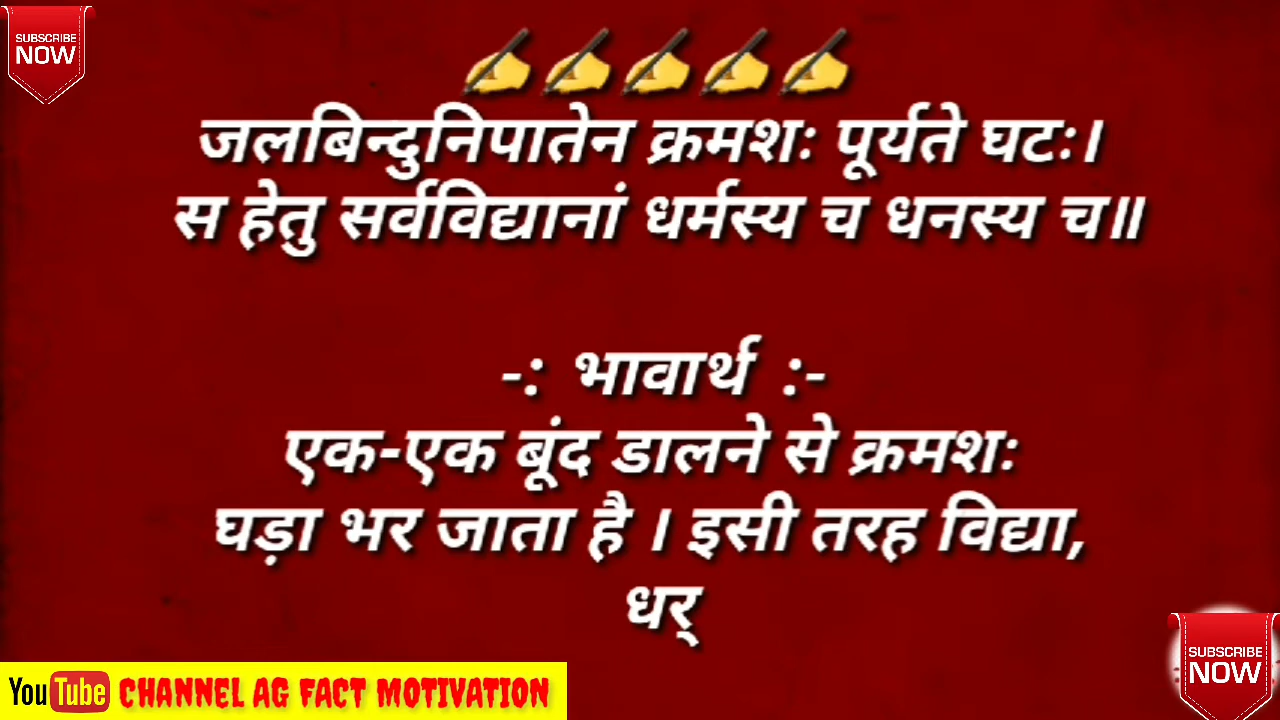 SUBSCRIBE
NOW
✍✍✍✍✍
जलबिन्दुनिपातेन क्रमशः पूर्यते घटः।
स हेतु सर्वविद्यानां धर्मस्य च धनस्य च॥
-: भावार्थ :-
एक-एक बूंद डालने से क्रमशः
घड़ा भर जाता है । इसी तरह विद्या,
धर्
SUBSCRIBE
NOW
YouTube CHANNEL AG FACT MOTIVATION